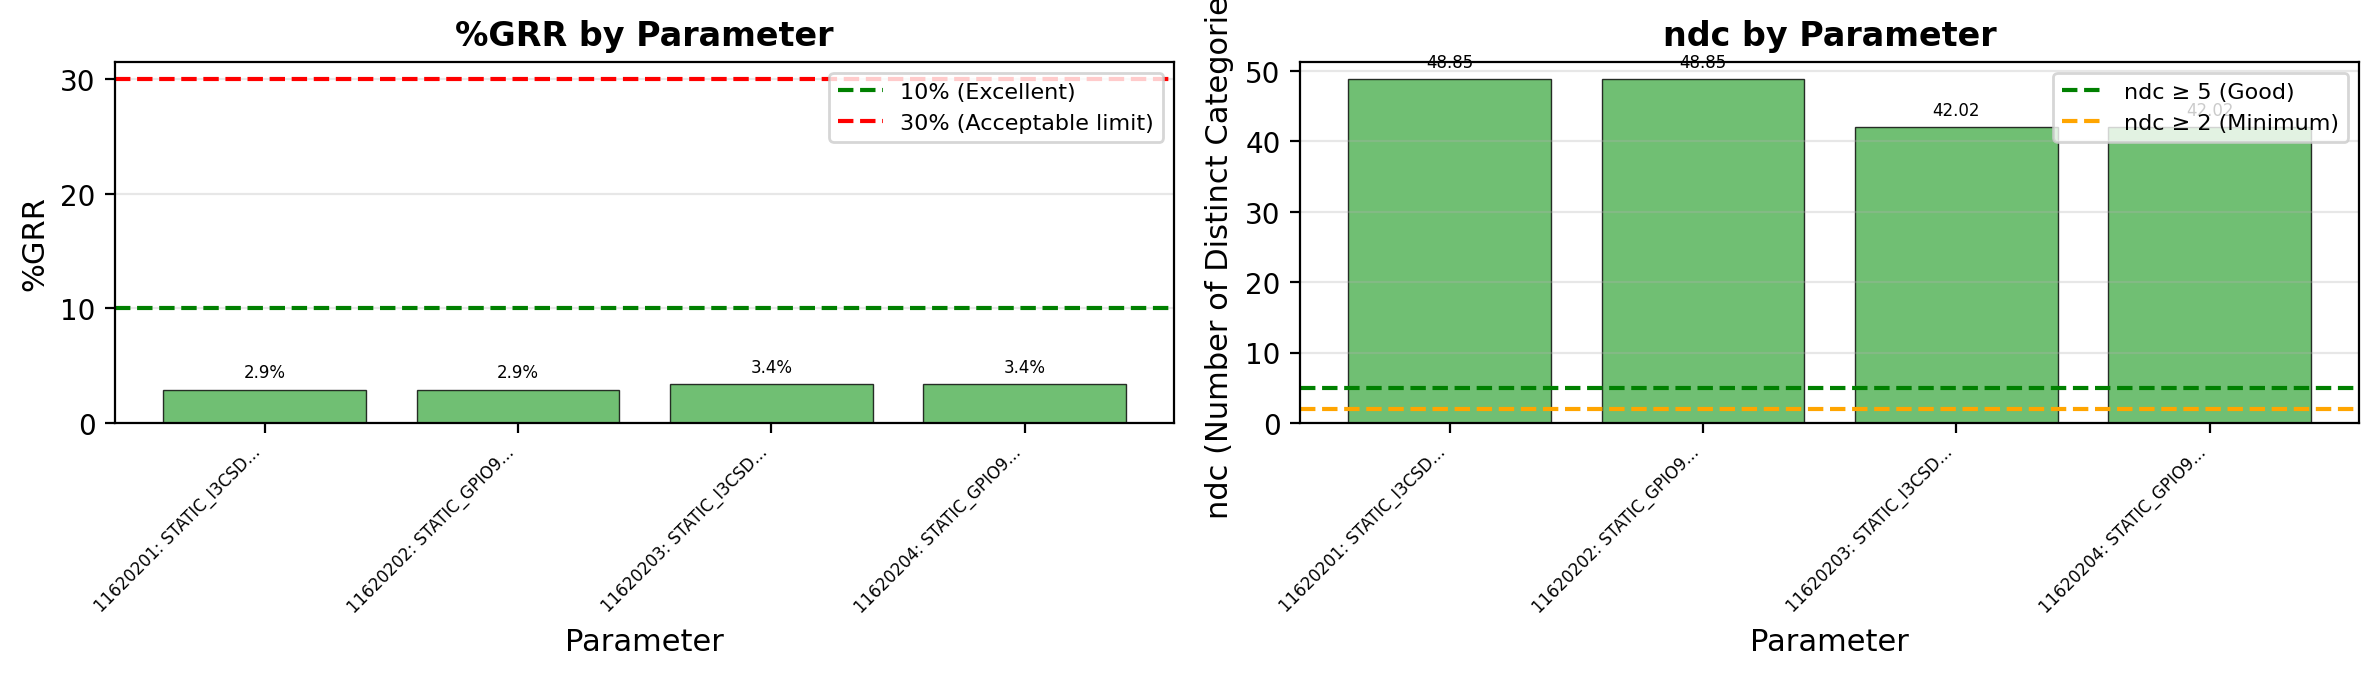 %GRR by Parameter
%GRR
30
20
10
0
10% (Excellent)
30% (Acceptable limit)
2.9%
2.9%
3.4%
3.4%
11620201: STATIC_I3CSD...
11620202: STATIC_GPIO9...
11620203: STATIC_I3CSD...
11620204: STATIC_GPIO9...
Parameter
ndc by Parameter
ndc (Number of Distinct Categorie
50
40
30
20
10
0
48.85
48.85
42.02
42.02
ndc ≥ 5 (Good)
ndc ≥ 2 (Minimum)
11620201: STATIC_I3CSD...
11620202: STATIC_GPIO9...
11620203: STATIC_I3CSD...
11620204: STATIC_GPIO9...
Parameter